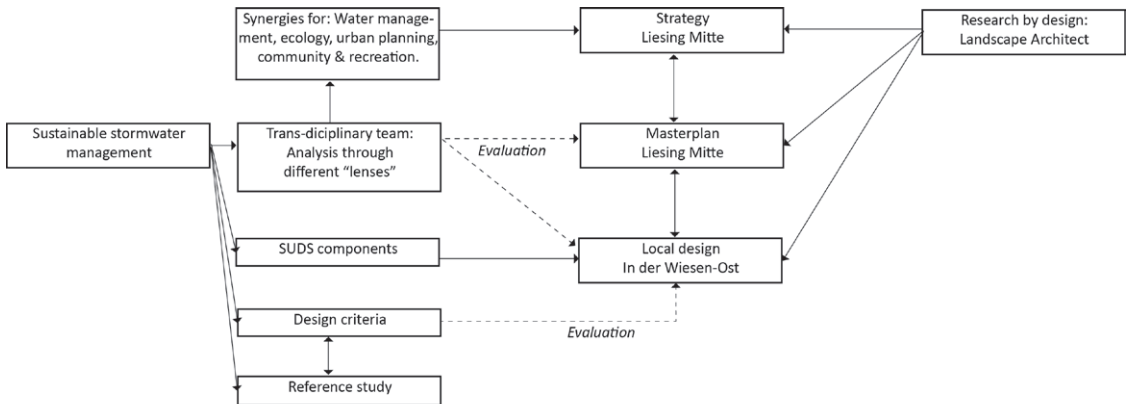 Synergies for: Water manage-
ment, ecology, urban planning,
community & recreation.
Strategy
Liesing Mitte
Research by design:
Landscape Architect
Sustainable stormwater
management
Trans-diciplinary team:
Analysis through
different “lenses”
Evaluation
Masterplan
Liesing Mitte
SUDS components
Local design
In der Wiesen-Ost
Design criteria
Evaluation
Reference study